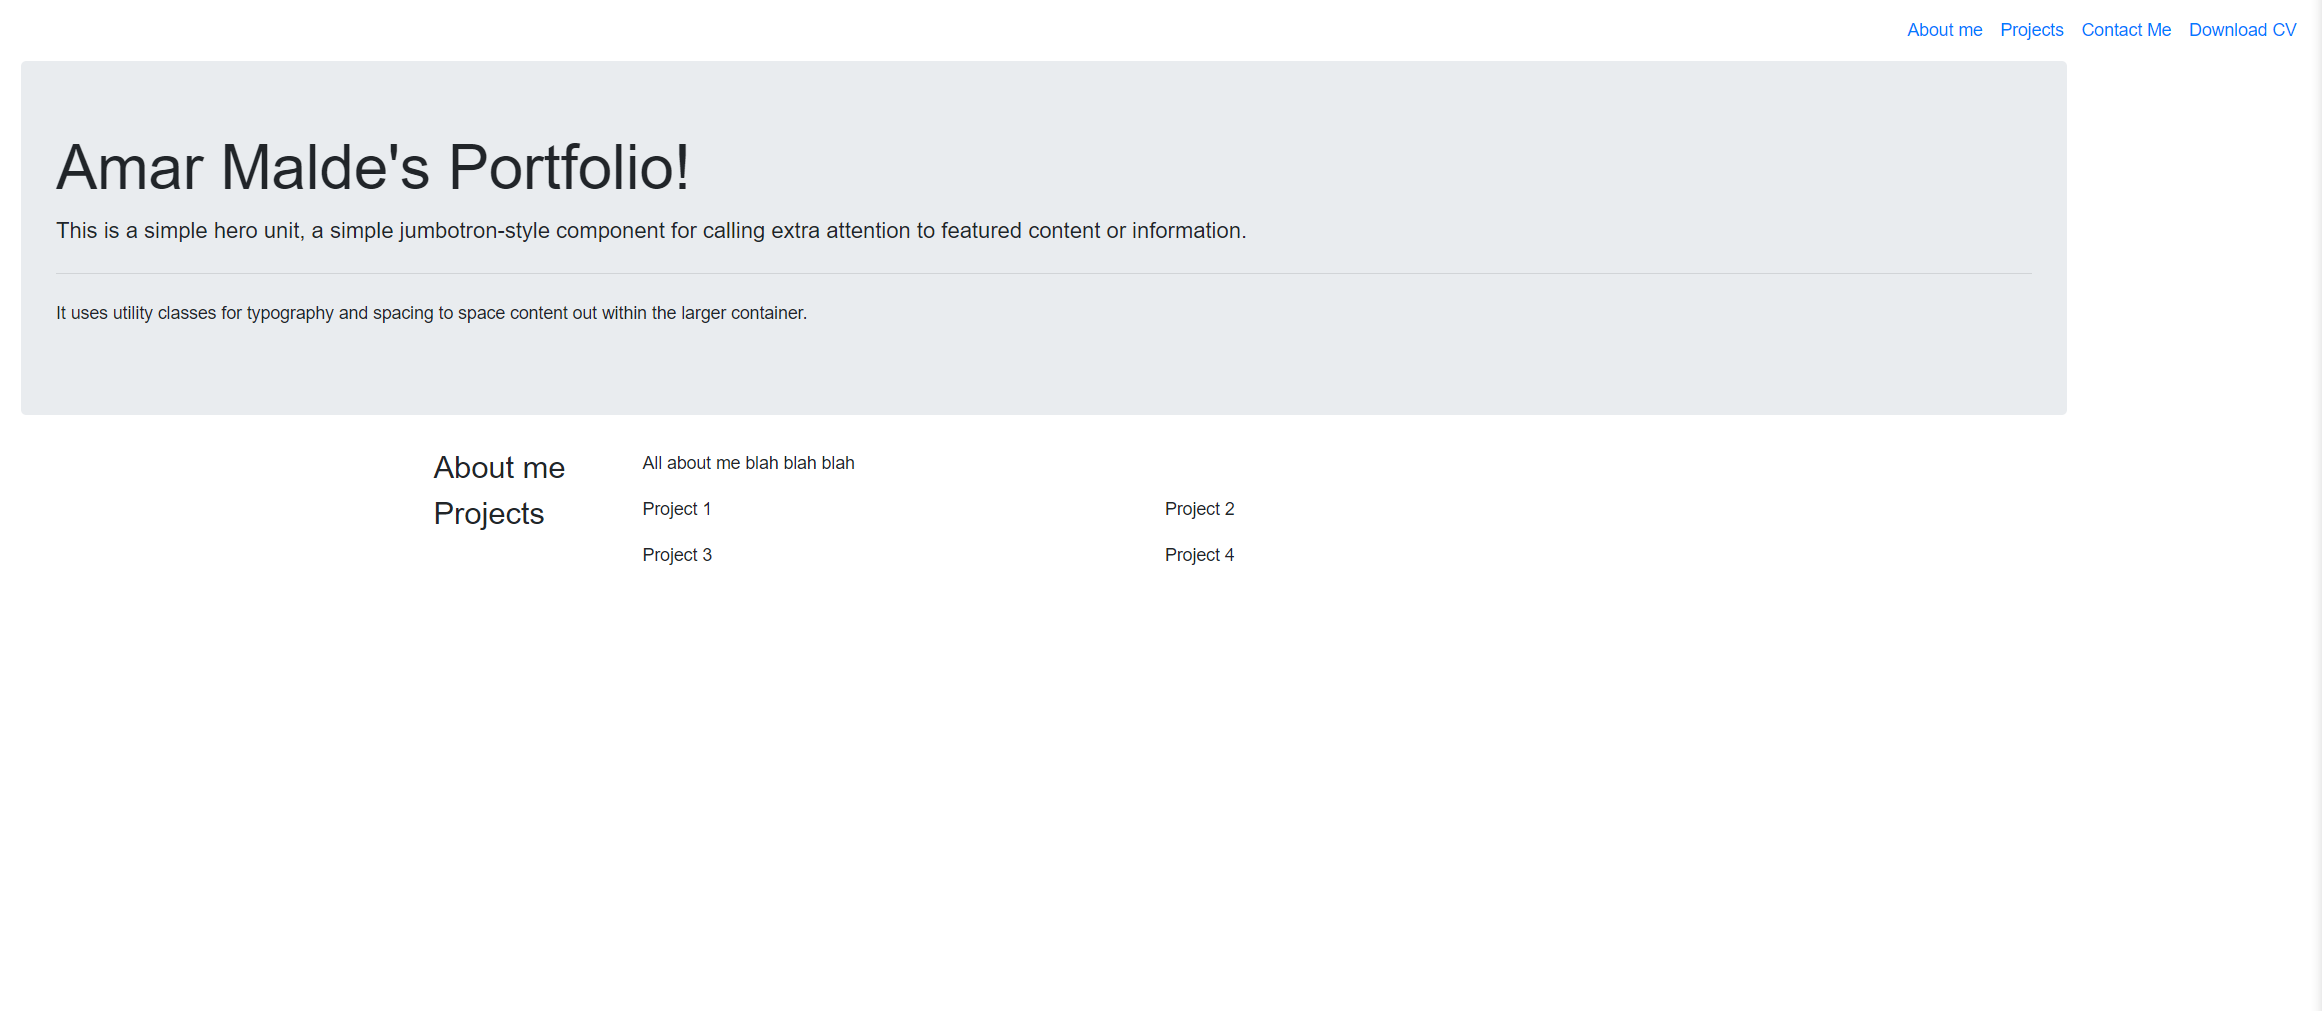 About me Projects Contact Me Download CV
Amar Malde's Portfolio!
This is a simple hero unit, a simple jumbotron-style component for calling extra attention to featured content or information.
It uses utility classes for typography and spacing to space content out within the larger container.
About me All about me blah blah blah
Projects Project 1 Project 2
Project 3 Project 4